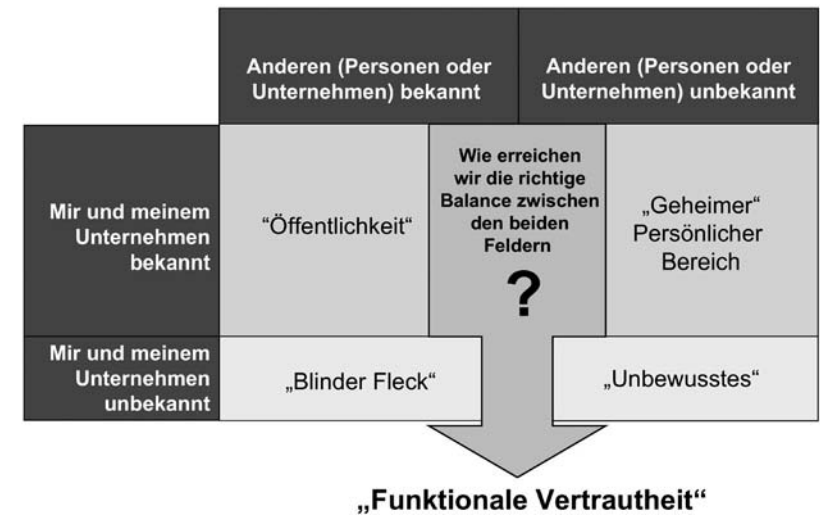 Anderen (Personen oder
Unternehmen) bekannt
Anderen (Personen oder
Unternehmen) unbekannt
Mir und meinem
Unternehmen
bekannt
"Öffentlichkeit"
Wie erreichen
wir die richtige
Balance zwischen
den beiden
Feldern
?
„Geheimer“
Persönlicher
Bereich
Mir und meinem
Unternehmen
unbekannt
„Blinder Fleck“
„Unbewusstes“
„Funktionale Vertrautheit“